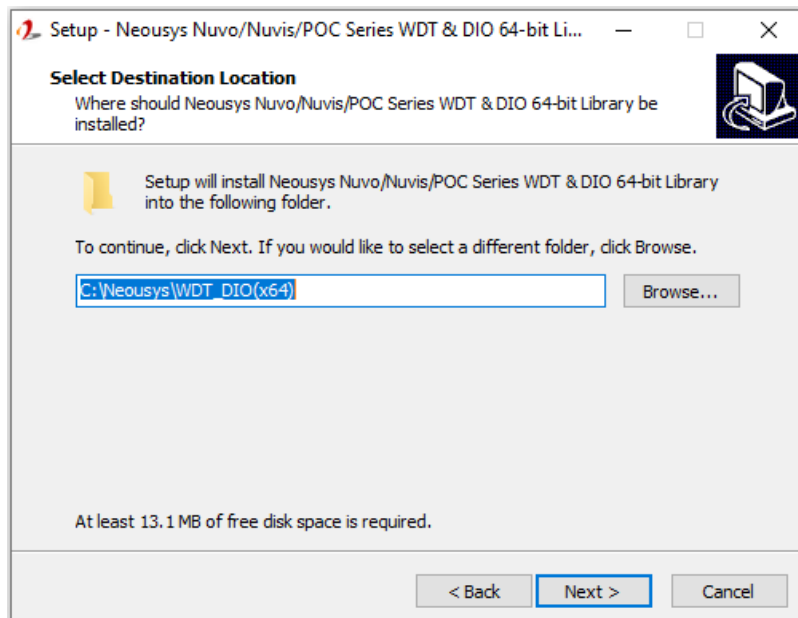 Setup - Neousys Nuvo/Nuvis/POC Series WDT & DIO 64-bit Li...
Select Destination Location
Where should Neousys Nuvo/Nuvis/POC Series WDT & DIO 64-bit Library be
installed?
Setup will install Neousys Nuvo/Nuvis/POC Series WDT & DIO 64-bit Library
into the following folder.
To continue, click Next. If you would like to select a different folder, click Browse.
C:\Neousys\WDT_DIO(x64)
Browse...
At least 13.1 MB of free disk space is required.
< Back
Next >
Cancel